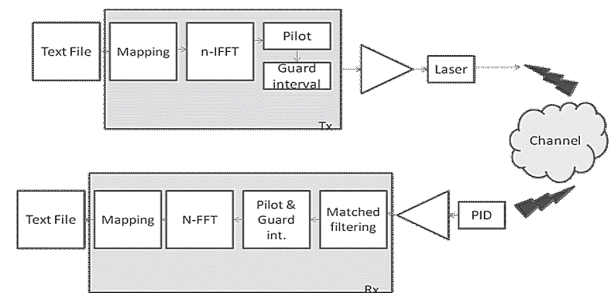 Text File
Mapping
n-IFFT
Pilot
Guard
interval
Tx
Laser
Channel
Text File
Mapping
N-FFT
Pilot &
Guard
int.
Matched
filtering
PID
Rx